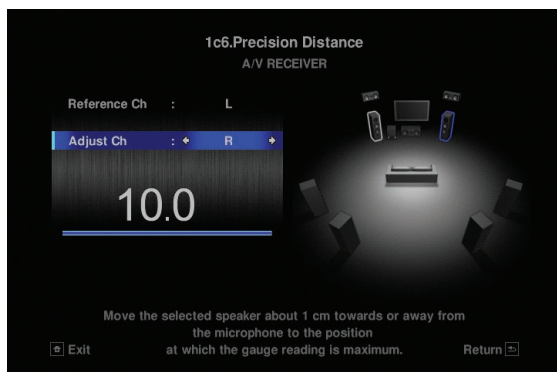 1c6.Precision Distance
A/V RECEIVER
Reference Ch : L
Adjust Ch : R
10.0
Move the selected speaker about 1 cm towards or away from
the microphone to the position
at which the gauge reading is maximum.
Exit
Return